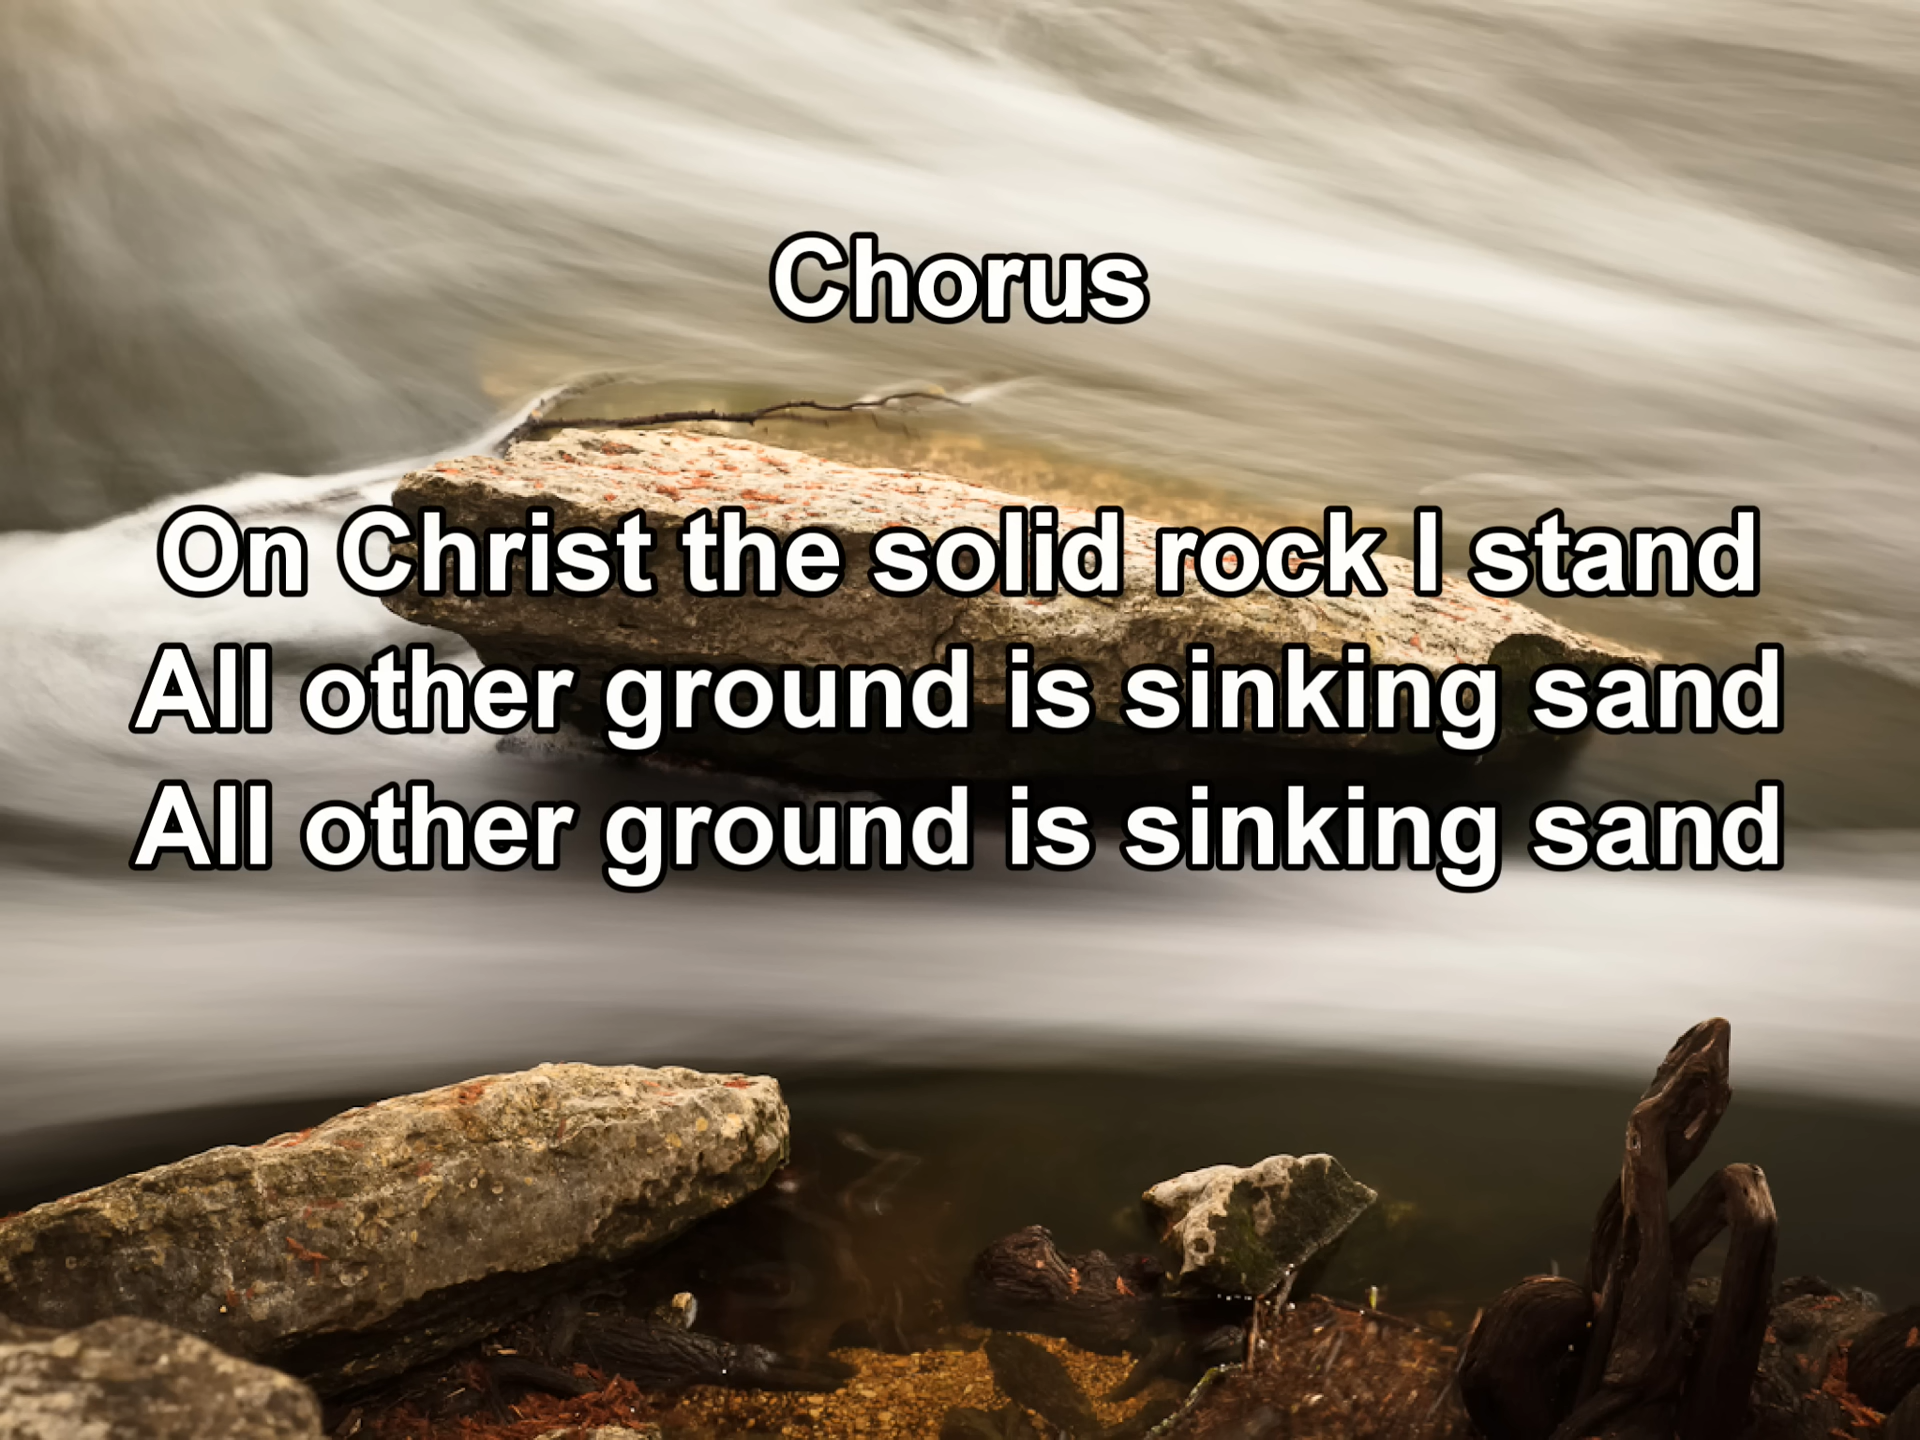 Chorus
On Christ the solid rock I stand
All other ground is sinking sand
All other ground is sinking sand